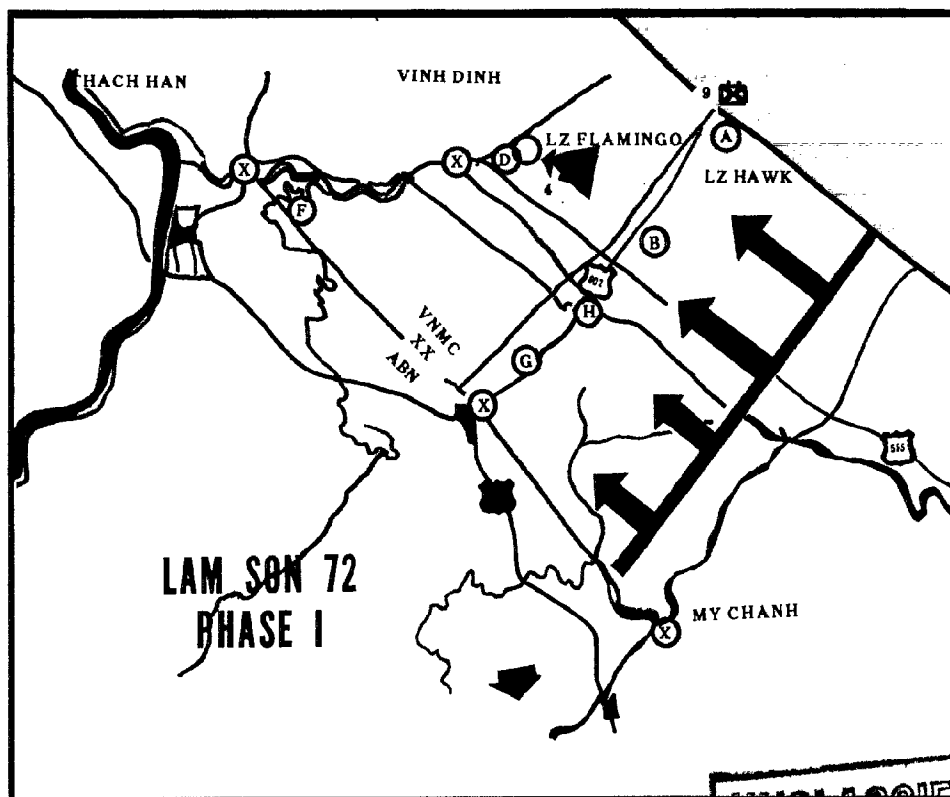 THACH HAN
VINH DINH
9
LZ FLAMINGO
A
X
X
D
LZ HAWK
F
B
602
H
VNMC
XX
ABN
G
X
555
LAM SON 72
PHASE I
MY CHANH
X